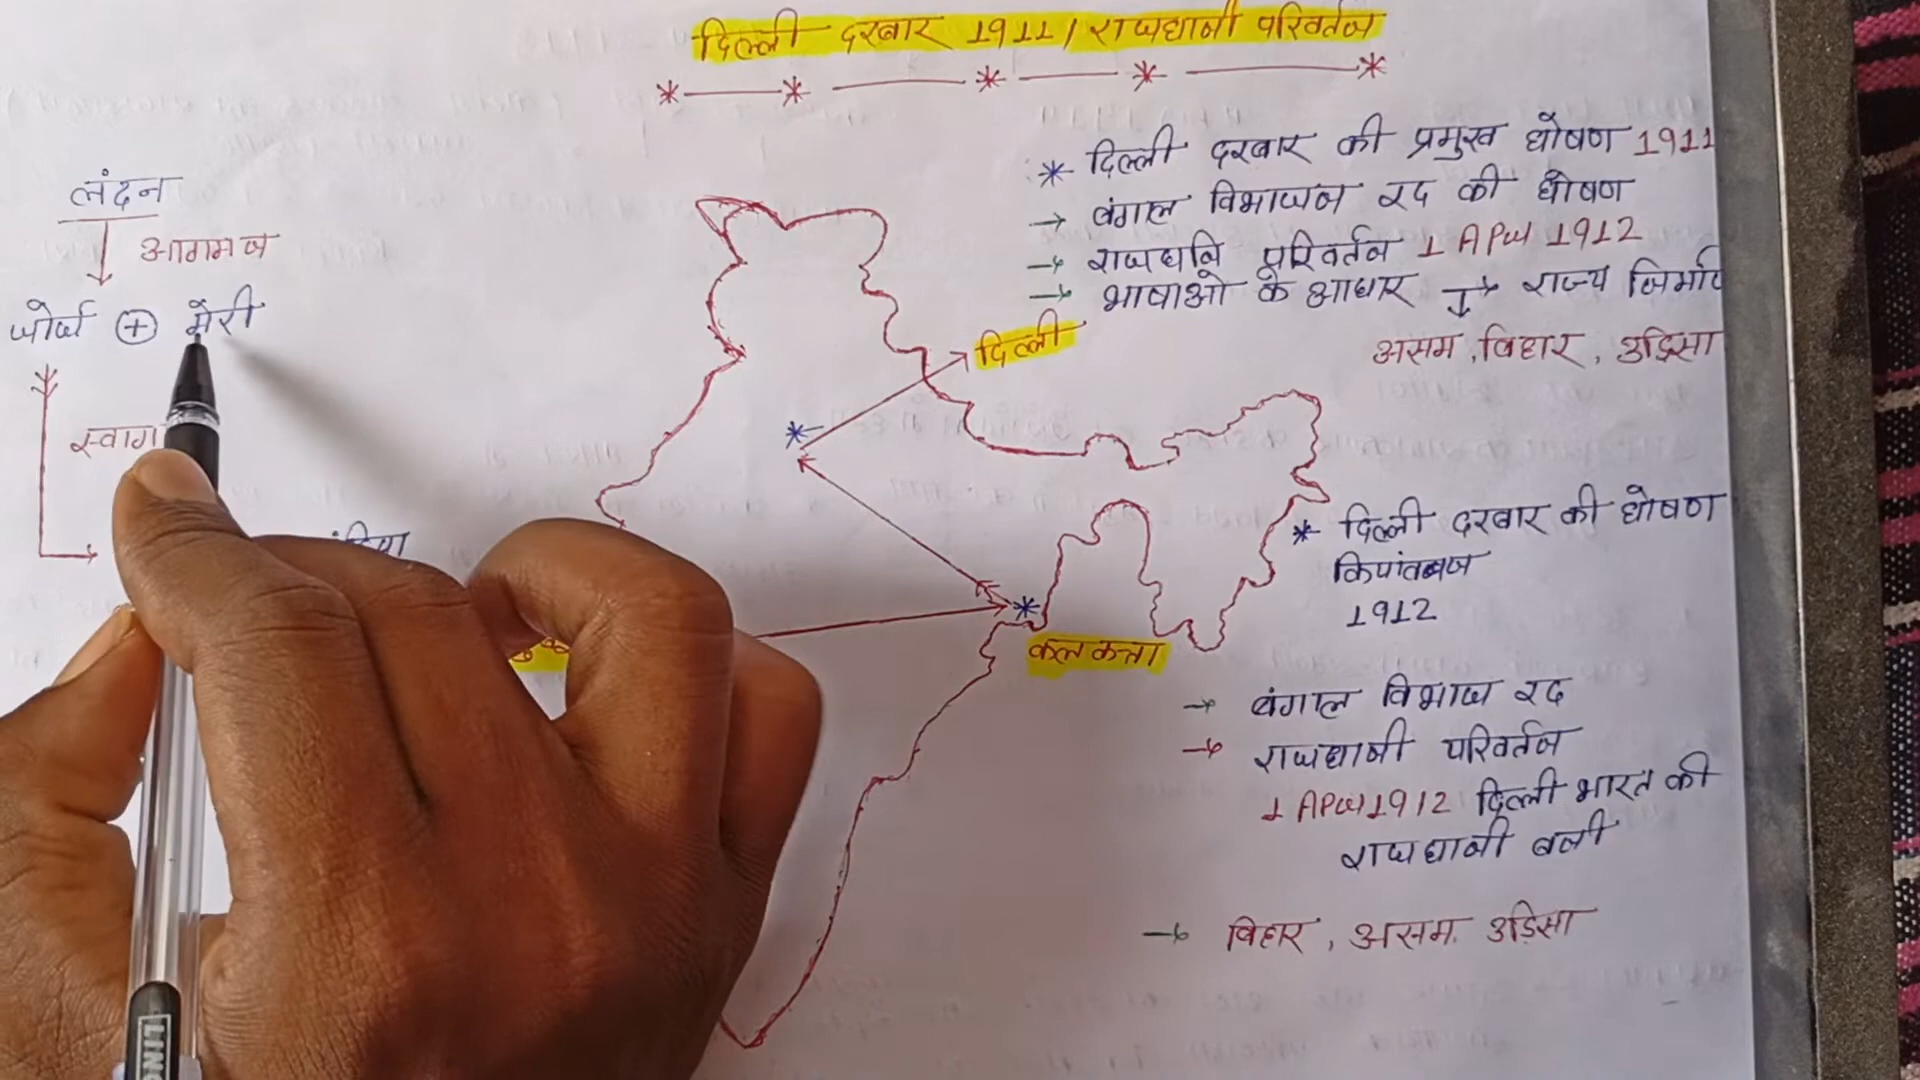 दिल्ली दरबार 1911 / राजधानी परिवर्तन
लंदन
आगमन
जोर्ज + मेरी
* दिल्ली दरबार की प्रमुख घोषण 1911
→ बंगाल विभाजन रद की घोषण
→ राजधनि परिवर्तन 1 APril 1912
→ भाषाओ के आधार → राज्य
असम, बिहार, उड़िसा
दिल्ली
कलकत्ता
* दिल्ली दरबार की घोषण
1912
→ बंगाल विभाज रद
→ राजधानी परिवर्तन
1 APril 1912 दिल्ली भारत की
राजधानी बनी
→ बिहार, असम, उड़िसा
LINC